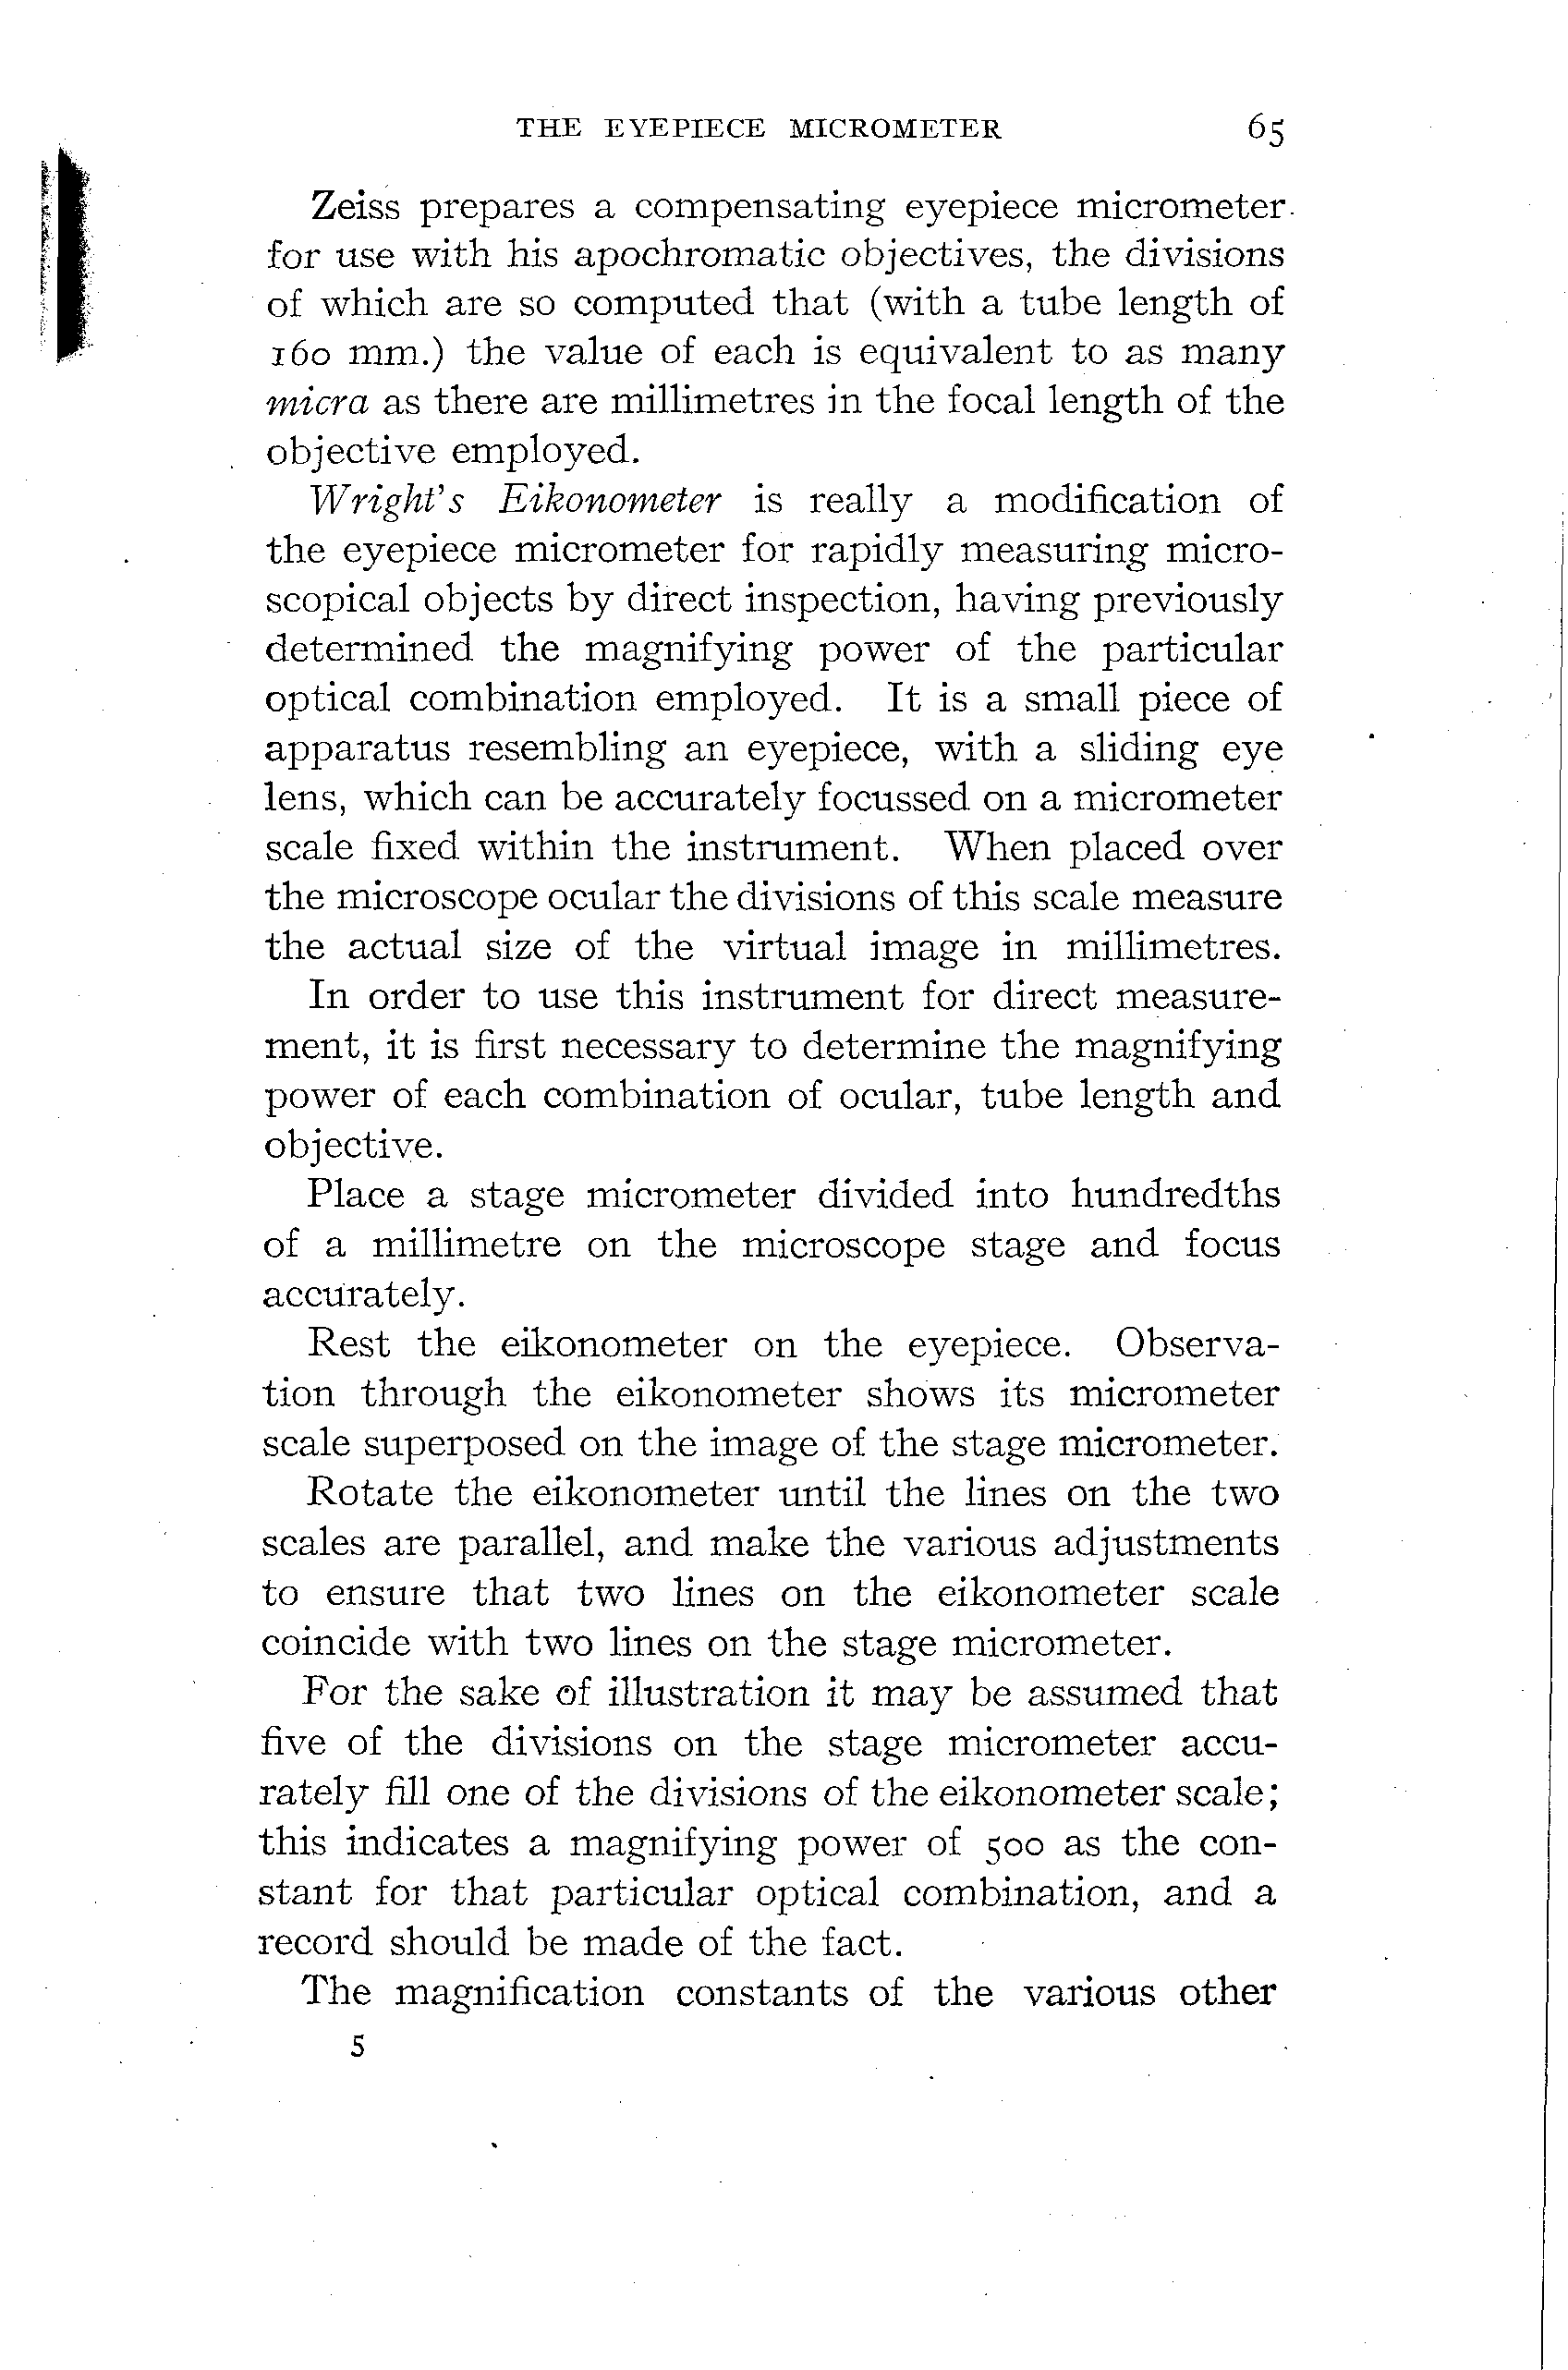 THE EYEPIECE MICROMETER 65
Zeiss prepares a compensating eyepiece micrometer
for use with his apochromatic objectives, the divisions
of which are so computed that (with a tube length of
160 mm.) the value of each is equivalent to as many
micra as there are millimetres in the focal length of the
objective employed.
Wright's Eikonometer is really a modification of
the eyepiece micrometer for rapidly measuring micro-
scopical objects by direct inspection, having previously
determined the magnifying power of the particular
optical combination employed. It is a small piece of
apparatus resembling an eyepiece, with a sliding eye
lens, which can be accurately focussed on a micrometer
scale fixed within the instrument. When placed over
the microscope ocular the divisions of this scale measure
the actual size of the virtual image in millimetres.
In order to use this instrument for direct measure-
ment, it is first necessary to determine the magnifying
power of each combination of ocular, tube length and
objective.
Place a stage micrometer divided into hundredths
of a millimetre on the microscope stage and focus
accurately.
Rest the eikonometer on the eyepiece. Observa-
tion through the eikonometer shows its micrometer
scale superposed on the image of the stage micrometer.
Rotate the eikonometer until the lines on the two
scales are parallel, and make the various adjustments
to ensure that two lines on the eikonometer scale
coincide with two lines on the stage micrometer.
For the sake of illustration it may be assumed that
five of the divisions on the stage micrometer accu-
rately fill one of the divisions of the eikonometer scale;
this indicates a magnifying power of 500 as the con-
stant for that particular optical combination, and a
record should be made of the fact.
The magnification constants of the various other
5